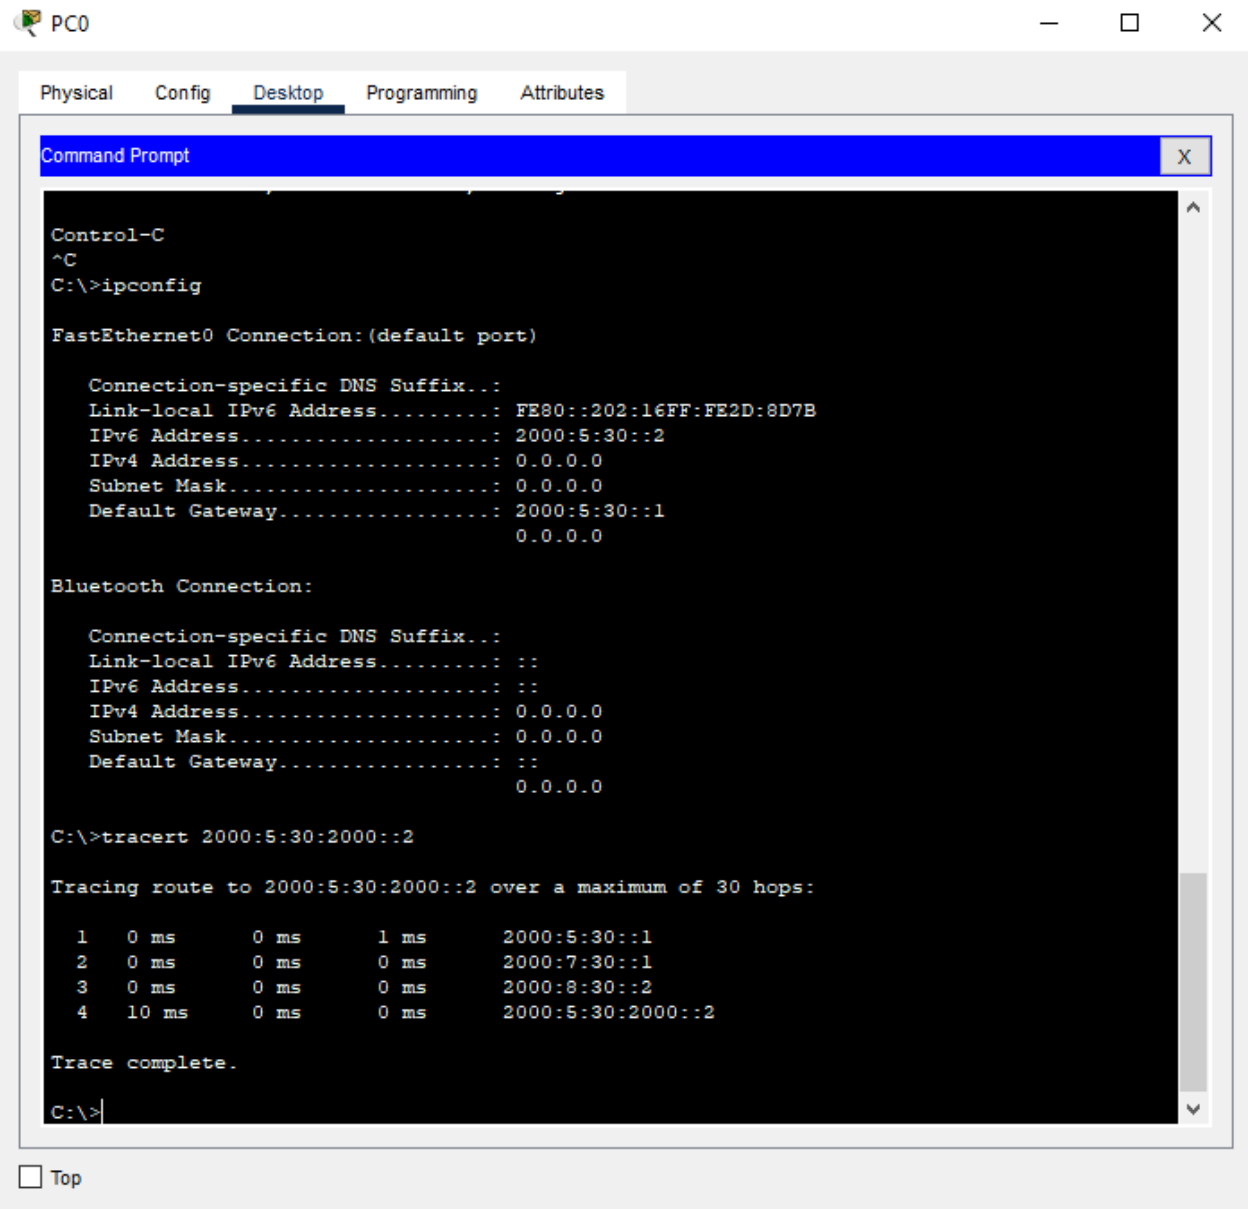 PC0
Physical Config Desktop Programming Attributes
Command Prompt X
Control-C
^C
C:\>ipconfig
FastEthernet0 Connection:(default port)
Connection-specific DNS Suffix..:
Link-local IPv6 Address.........: FE80::202:16FF:FE2D:8D7B
IPv6 Address....................: 2000:5:30::2
IPv4 Address....................: 0.0.0.0
Subnet Mask.....................: 0.0.0.0
Default Gateway.................: 2000:5:30::1
0.0.0.0
Bluetooth Connection:
Connection-specific DNS Suffix..:
Link-local IPv6 Address.........: ::
IPv6 Address....................: ::
IPv4 Address....................: 0.0.0.0
Subnet Mask.....................: 0.0.0.0
Default Gateway.................: ::
0.0.0.0
C:\>tracert 2000:5:30:2000::2
Tracing route to 2000:5:30:2000::2 over a maximum of 30 hops:
1 0 ms 0 ms 1 ms 2000:5:30::1
2 0 ms 0 ms 0 ms 2000:7:30::1
3 0 ms 0 ms 0 ms 2000:8:30::2
4 10 ms 0 ms 0 ms 2000:5:30:2000::2
Trace complete.
C:\>
Top